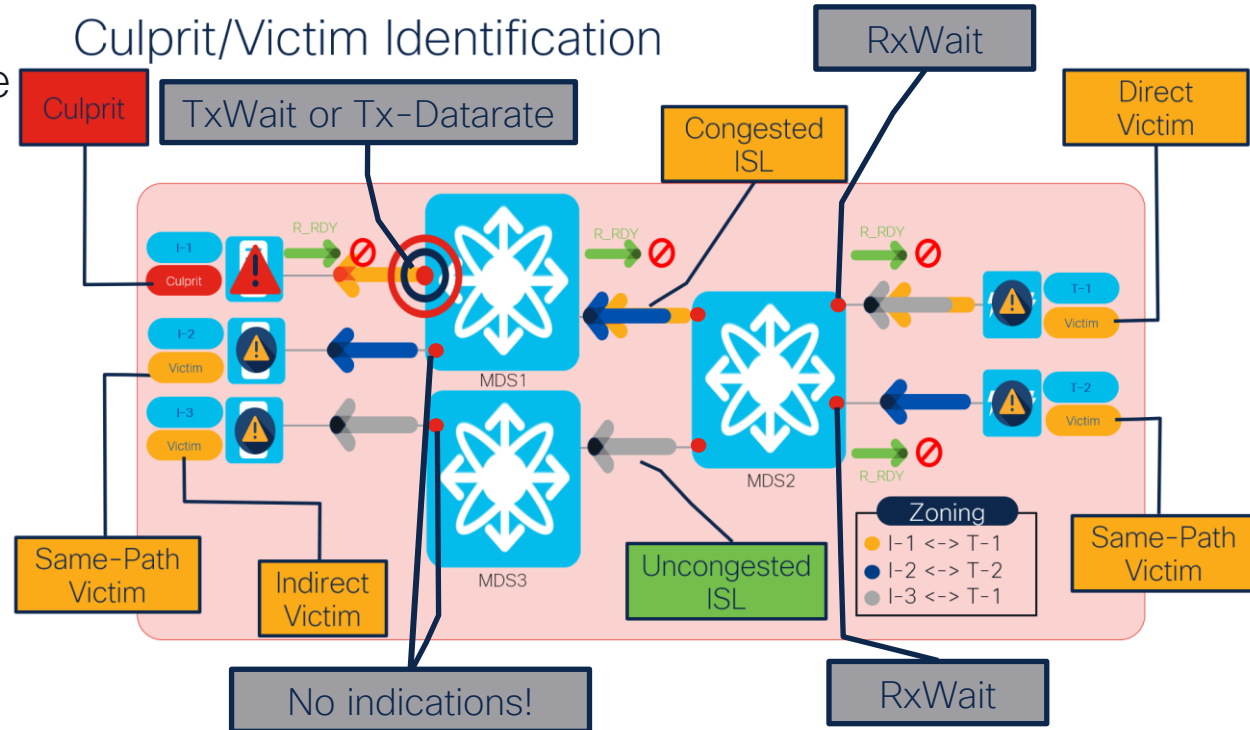 Culprit/Victim Identification
e
Culprit
TxWait or Tx-Datarate
RxWait
Congested
ISL
Direct
Victim
I-1
Culprit
R_RDY
R_RDY
R_RDY
T-1
Victim
I-2
Victim
MDS1
I-3
Victim
T-2
Victim
MDS2
R_RDY
MDS3
Zoning
I-1 <-> T-1
I-2 <-> T-2
I-3 <-> T-1
Same-Path
Victim
Indirect
Victim
Uncongested
ISL
Same-Path
Victim
No indications!
RxWait